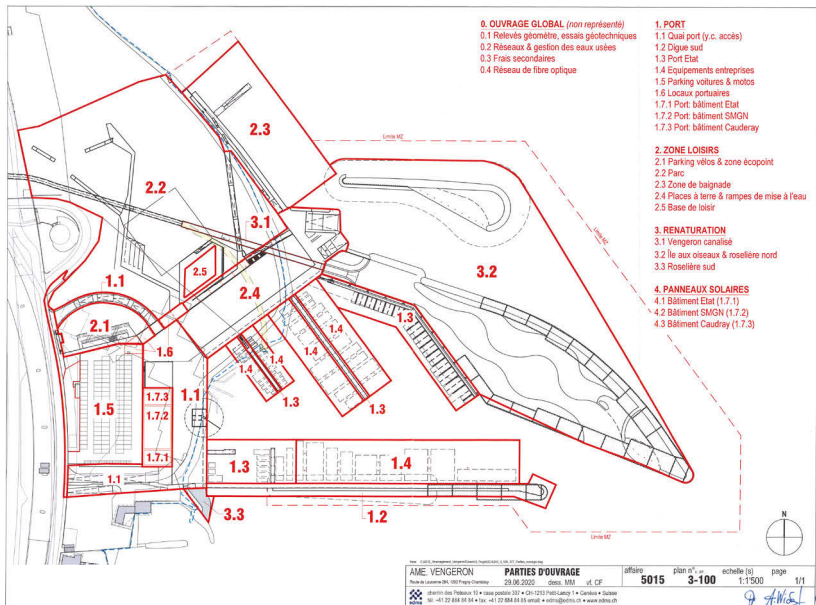 0. OUVRAGE GLOBAL (non représenté)
0.1 Relevés géomètre, essais géotechniques
0.2 Réseaux & gestion des eaux usées
0.3 Frais secondaires
0.4 Réseau de fibre optique
1. PORT
1.1 Quai port (y.c. accès)
1.2 Digue sud
1.3 Port Etat
1.4 Equipements entreprises
1.5 Parking voitures & motos
1.6 Locaux portuaires
1.7.1 Port: bâtiment Etat
1.7.2 Port: bâtiment SMGN
1.7.3 Port: bâtiment Cauderay
2. ZONE LOISIRS
2.1 Parking vélos & zone écopoint
2.2 Parc
2.3 Zone de baignade
2.4 Places à terre & rampes de mise à l'eau
2.5 Base de loisir
3. RENATURATION
3.1 Vengeron canalisé
3.2 Île aux oiseaux & roselière nord
3.3 Roselière sud
4. PANNEAUX SOLAIRES
4.1 Bâtiment Etat (1.7.1)
4.2 Bâtiment SMGN (1.7.2)
4.3 Bâtiment Caudray (1.7.3)
2.3
Limite MZ
2.2
3.1
Limite MZ
3.2
2.5
1.1
2.4
1.3
2.1
1.4
1.4
1.6
1.4
1.4
1.3
1.3
1.5
1.7.3
1.1
1.7.2
1.7.1
1.3
1.4
1.1
3.3
1.2
Limite MZ
N
AME. VENGERON
PARTIES D'OUVRAGE
29.06.2020 dess. MM vf. CF
affaire
5015
plan n°
3-100
echelle (s)
1:1'500
page
1/1
edms